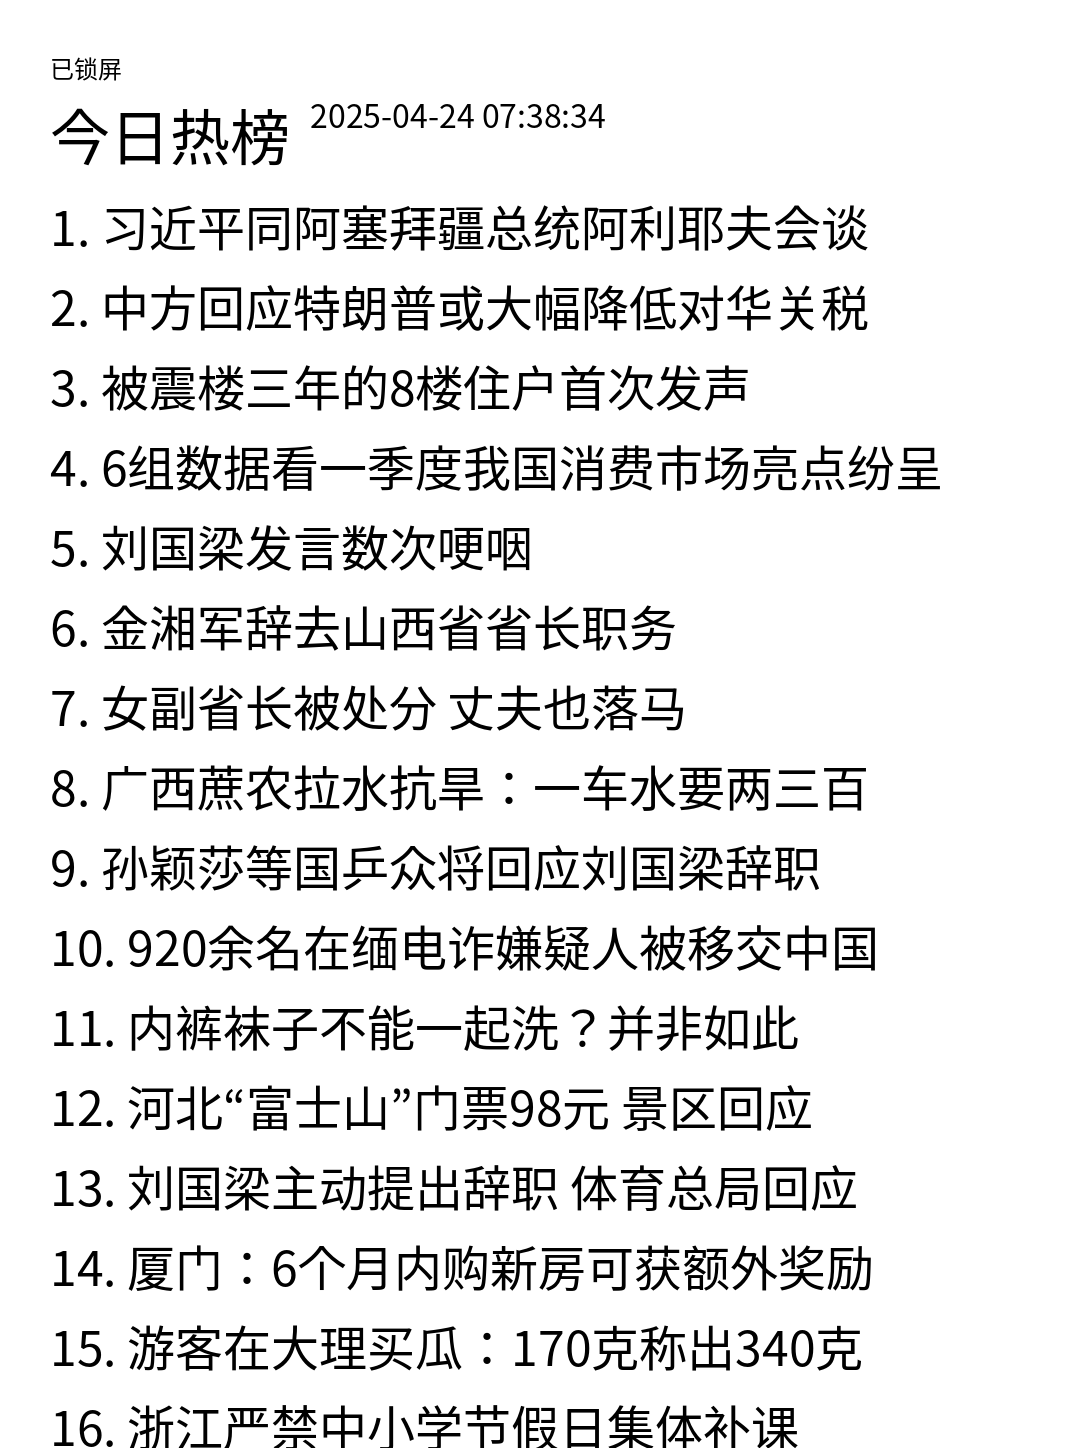 已锁屏
今日热榜 2025-04-24 07:38:34
1. 习近平同阿塞拜疆总统阿利耶夫会谈
2. 中方回应特朗普或大幅降低对华关税
3. 被震楼三年的8楼住户首次发声
4. 6组数据看一季度我国消费市场亮点纷呈
5. 刘国梁发言数次哽咽
6. 金湘军辞去山西省省长职务
7. 女副省长被处分 丈夫也落马
8. 广西蔗农拉水抗旱：一车水要两三百
9. 孙颖莎等国乒众将回应刘国梁辞职
10. 920余名在缅电诈嫌疑人被移交中国
11. 内裤袜子不能一起洗？并非如此
12. 河北“富士山”门票98元 景区回应
13. 刘国梁主动提出辞职 体育总局回应
14. 厦门：6个月内购新房可获额外奖励
15. 游客在大理买瓜：170克称出340克
16. 浙江严禁中小学节假日集体补课